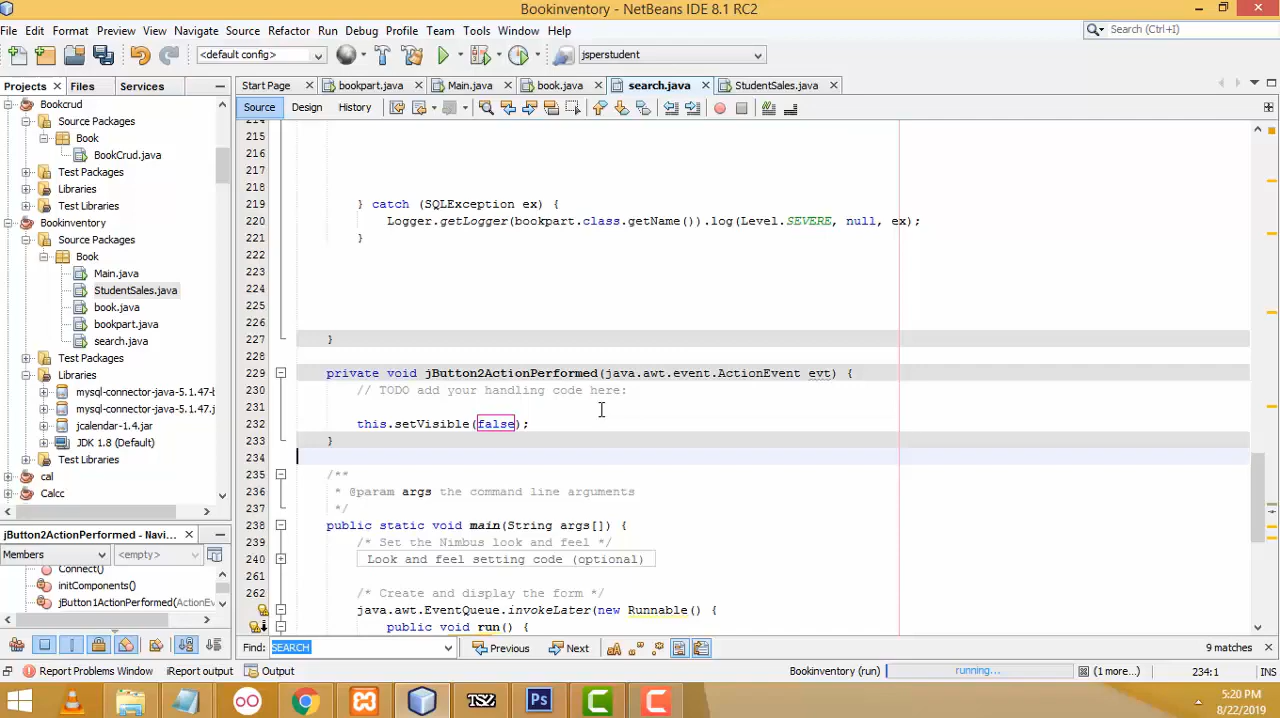 Bookinventory - NetBeans IDE 8.1 RC2
File Edit View Navigate Source Refactor Run Debug Profile Team Tools Window Help
<default config>
jsperstudent
Search (Ctrl+I)
Projects Files Services
Start Page bookpart.java Main.java book.java search.java StudentSales.java
Source Design History
Bookcrud
Source Packages
Book
BookCrud.java
Test Packages
Libraries
Test Libraries
Bookinventory
Source Packages
Book
Main.java
StudentSales.java
book.java
bookpart.java
search.java
Test Packages
Libraries
mysql-connector-java-5.1.47-b
mysql-connector-java-5.1.47.j
jcalendar-1.4.jar
JDK 1.8 (Default)
Test Libraries
cal
Calcc
214
215
216
217
218
219 } catch (SQLException ex) {
220 Logger.getLogger(bookpart.class.getName()).log(Level.SEVERE, null, ex);
221 }
222
223
224
225
226
227 }
228
229 private void jButton2ActionPerformed(java.awt.event.ActionEvent evt) {
230 // TODO add your handling code here:
231
232 this.setVisible(false);
233 }
234
235 /**
236 * @param args the command line arguments
237 */
238 public static void main(String args[]) {
239 /* Set the Nimbus look and feel */
240 Look and feel setting code (optional)
261
262 /* Create and display the form */
java.awt.EventQueue.invokeLater(new Runnable() {
public void run() {
jButton2ActionPerformed - Navi...
Members <empty>
Connect()
initComponents()
jButton1ActionPerformed(ActionEv
Find: SEARCH Previous Next 9 matches
Report Problems Window iReport output Output
Bookinventory (run) running... (1 more...) 234:1 INS
TS2 Ps
5:20 PM
8/22/2019